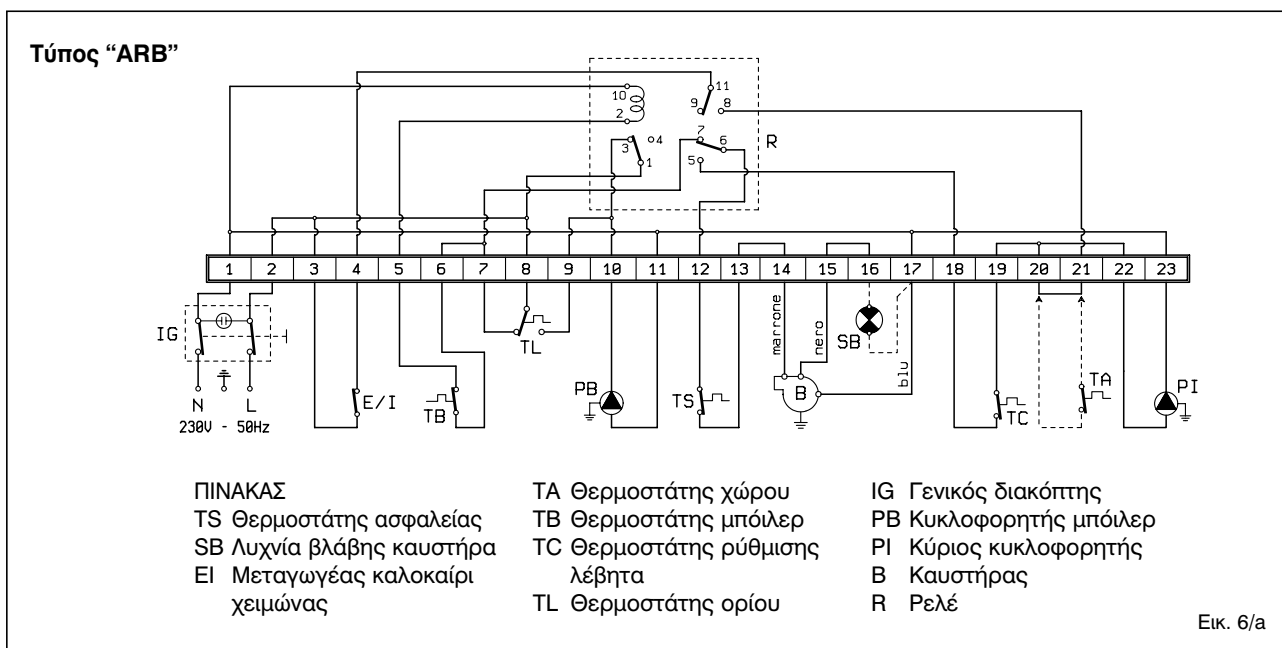 Τύπος “ARB”
11
10
9
8
2
7
3
4
6
R
1
5
1 2 3 4 5 6 7 8 9 10 11 12 13 14 15 16 17 18 19 20 21 22 23
IG
N L
230V - 50Hz
E/I
TB
TL
PB
TS
marrone
nero
B
SB
blu
TC
TA
PI
ΠΙΝΑΚΑΣ
TS Θερμοστάτης ασφαλείας
SB Λυχνία βλάβης καυστήρα
EI Μεταγωγέας καλοκαίρι
χειμώνας
TA Θερμοστάτης χώρου
TB Θερμοστάτης μπόιλερ
TC Θερμοστάτης ρύθμισης
λέβητα
TL Θερμοστάτης ορίου
IG Γενικός διακόπτης
PB Κυκλοφορητής μπόιλερ
PI Κύριος κυκλοφορητής
B Καυστήρας
R Ρελέ
Εικ. 6/a